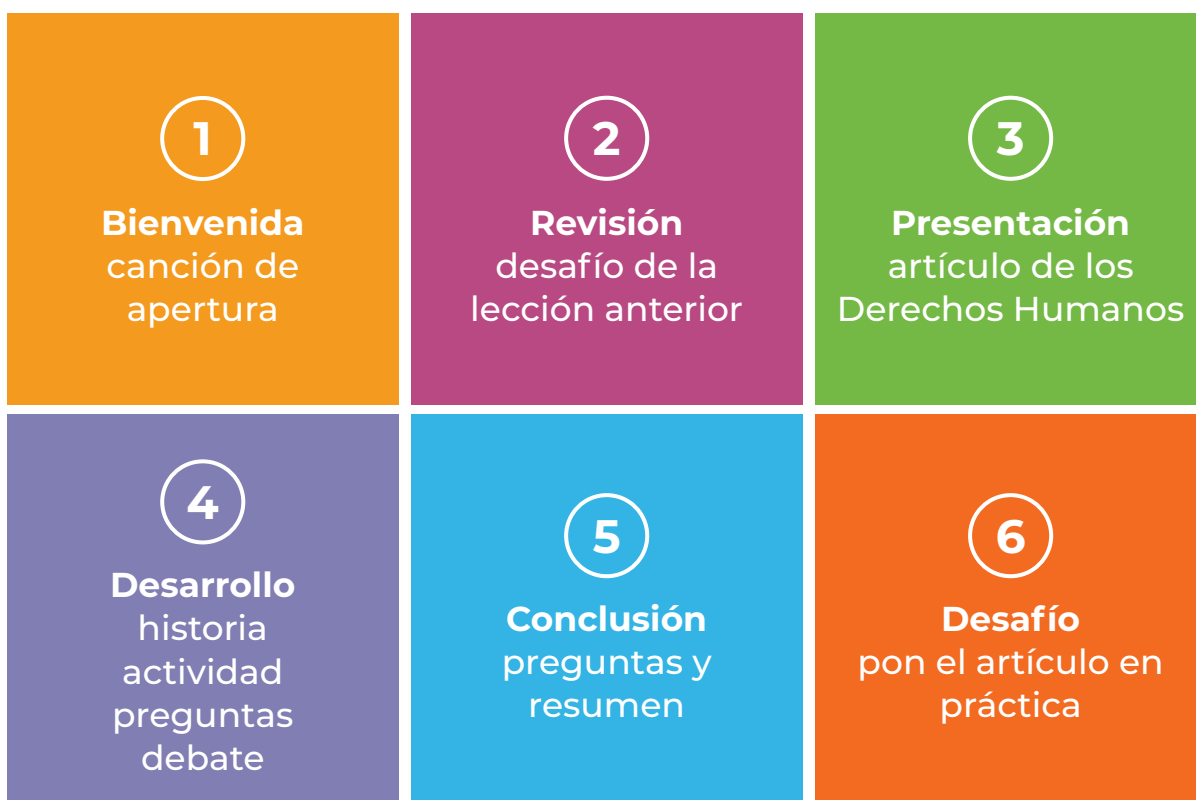 1
Bienvenida
canción de
apertura
2
Revisión
desafío de la
lección anterior
3
Presentación
artículo de los
Derechos Humanos
4
Desarrollo
historia
actividad
preguntas
debate
5
Conclusión
preguntas y
resumen
6
Desafío
pon el artículo en
práctica